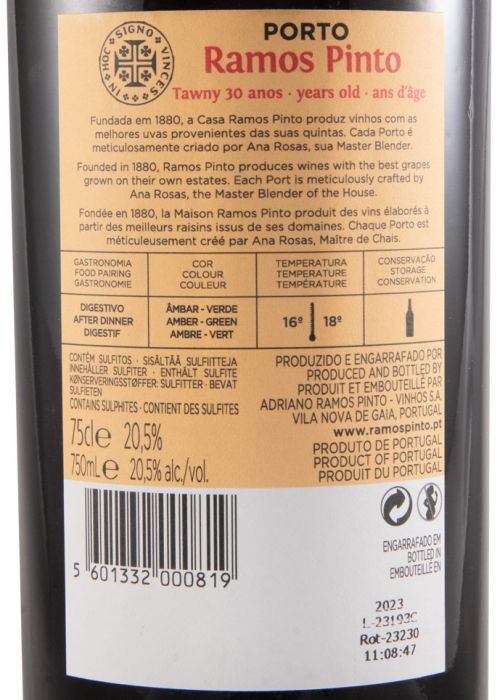 IN HOC SIGNO VINCES
PORTO
Ramos Pinto
Tawny 30 anos · years old · ans d'âge
Fundada em 1880, a Casa Ramos Pinto produz vinhos com as
melhores uvas provenientes das suas quintas. Cada Porto é
meticulosamente criado por Ana Rosas, sua Master Blender.
Founded in 1880, Ramos Pinto produces wines with the best grapes
grown on their own estates. Each Port is meticulously crafted by
Ana Rosas, the Master Blender of the House.
Fondée en 1880, la Maison Ramos Pinto produit des vins élaborés à
partir des meilleurs raisins issus de ses domaines. Chaque Porto est
méticuleusement créé par Ana Rosas, Maître de Chais.
GASTRONOMIA
FOOD PAIRING
GASTRONOMIE
COR
COLOUR
COULEUR
TEMPERATURA
TEMPERATURE
TEMPÉRATURE
CONSERVAÇÃO
STORAGE
CONSERVATION
DIGESTIVO
AFTER DINNER
DIGESTIF
ÂMBAR - VERDE
AMBER - GREEN
AMBRE - VERT
16º 18º
CONTÉM SULFITOS · SISÄLTÄÄ SULFIITTEJA
INNEHÅLLER SULFITER · ENTHÄLT SULFITE
KONSERVERINGSSTOFFER: SULFITTER · BEVAT
SULFIETEN
CONTAINS SULPHITES · CONTIENT DES SULFITES
75cl e 20,5%
750mL e 20,5% alc./vol.
PRODUZIDO E ENGARRAFADO POR
PRODUCED AND BOTTLED BY
PRODUIT ET EMBOUTEILLÉ PAR
ADRIANO RAMOS PINTO - VINHOS S.A.
VILA NOVA DE GAIA, PORTUGAL
www.ramospinto.pt
PRODUTO DE PORTUGAL
PRODUCT OF PORTUGAL
PRODUIT DU PORTUGAL
5 601332 000819
ENGARRAFADO EM
BOTTLED IN
EMBOUTEILLÉ EN
2023
L-23193C
Rot-23230
11:08:47